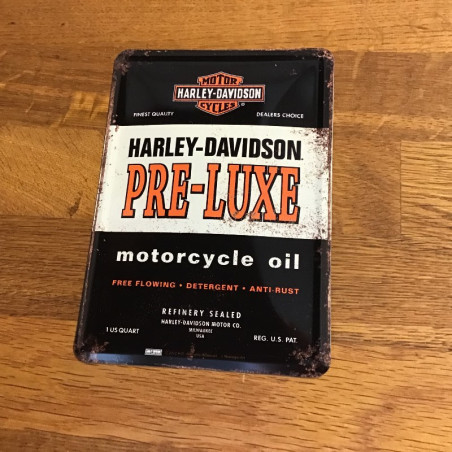 MOTOR
HARLEY-DAVIDSON
CYCLES
FINEST QUALITY
DEALERS CHOICE
HARLEY-DAVIDSON
PRE-LUXE
motorcycle oil
FREE FLOWING • DETERGENT • ANTI-RUST
REFINERY SEALED
HARLEY-DAVIDSON MOTOR CO.
MILWAUKEE
USA
1 US QUART
REG. U.S. PAT.